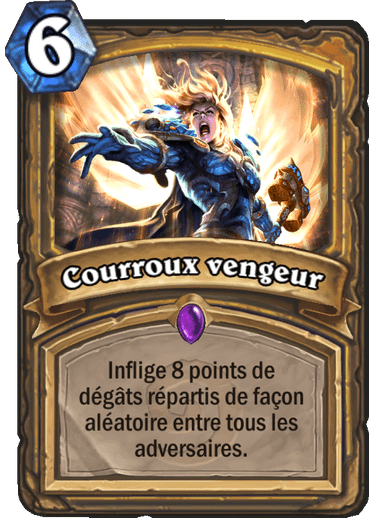 6
Courroux vengeur
Inflige 8 points de
dégâts répartis de façon
aléatoire entre tous les
adversaires.